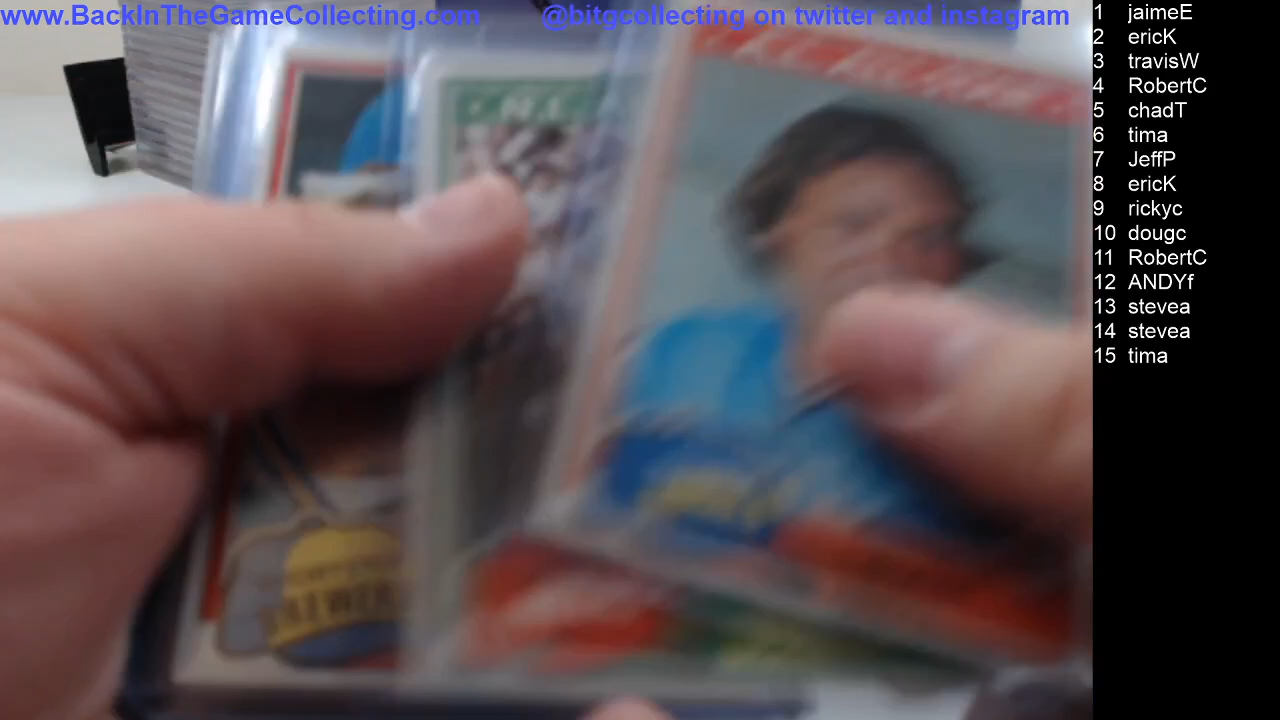 www.BackInTheGameCollecting.com @bitgcollecting on twitter and instagram
1 jaimeE
2 ericK
3 travisW
4 RobertC
5 chadT
6 tima
7 JeffP
8 ericK
9 rickyc
10 dougc
11 RobertC
12 ANDYf
13 stevea
14 stevea
15 tima